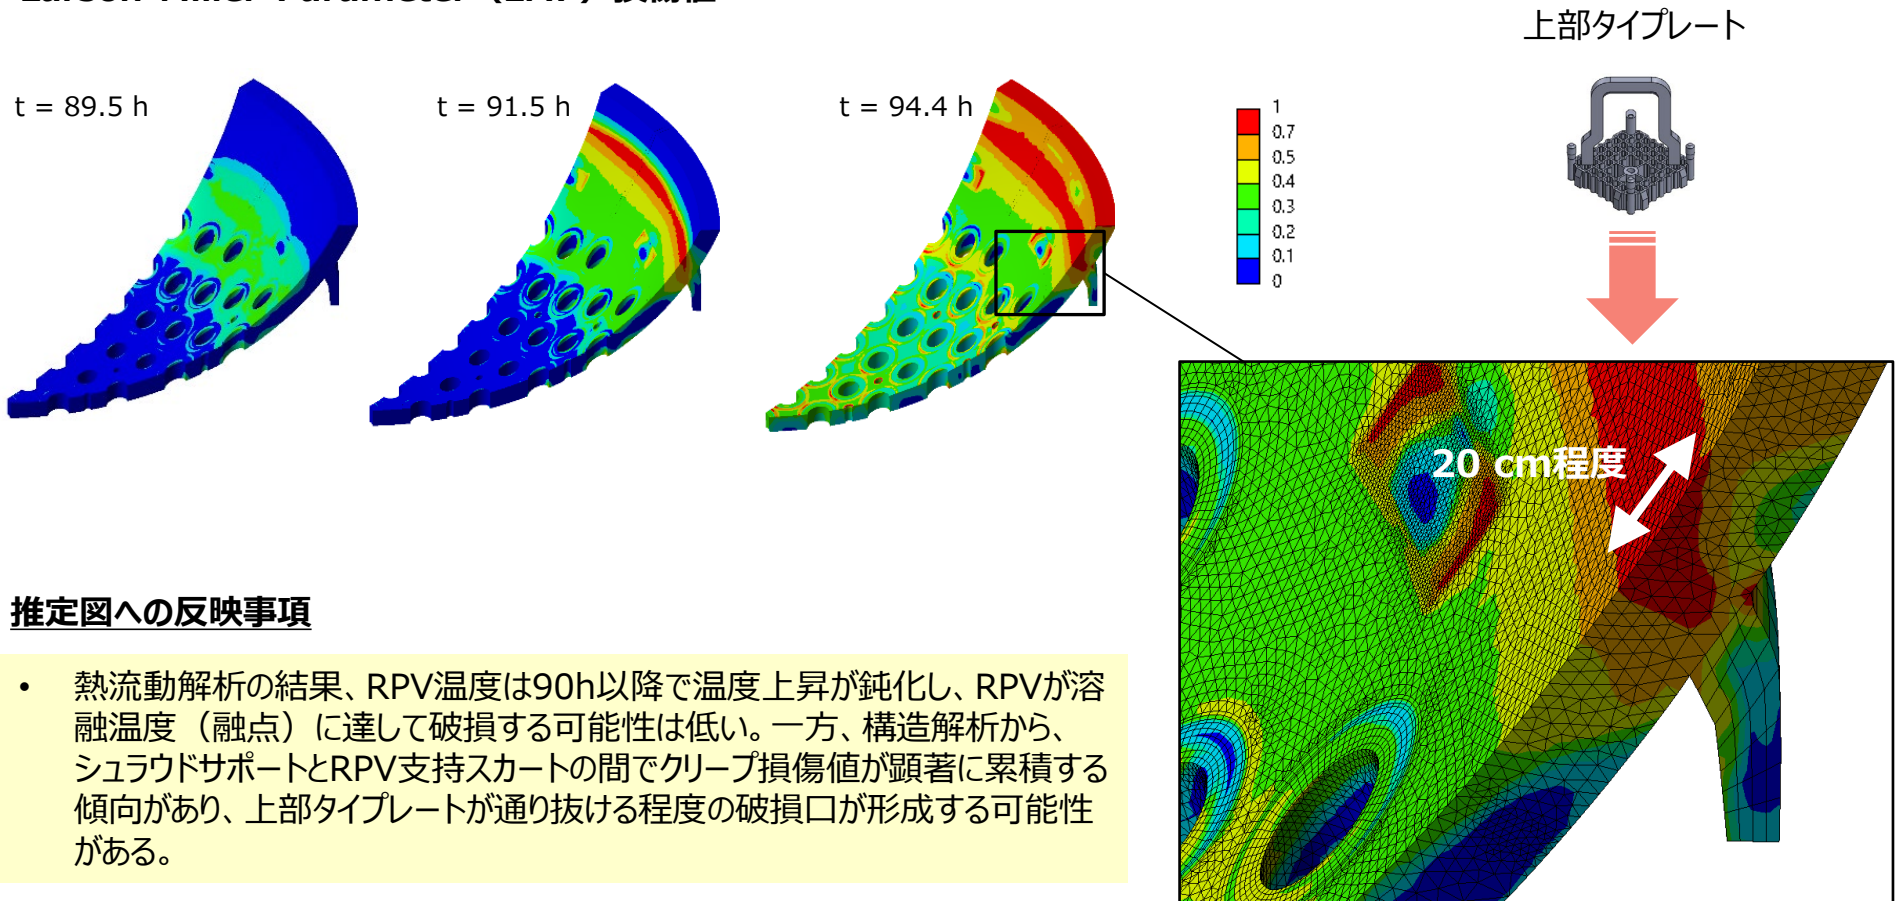 上部タイプレート
t = 89.5 h
t = 91.5 h
t = 94.4 h
1
0.7
0.5
0.4
0.3
0.2
0.1
0
20 cm程度
推定図への反映事項
• 熱流動解析の結果、RPV温度は90h以降で温度上昇が鈍化し、RPVが溶
融温度（融点）に達して破損する可能性は低い。一方、構造解析から、
シュラウドサポートとRPV支持スカートの間でクリープ損傷値が顕著に累積する
傾向があり、上部タイプレートが通り抜ける程度の破損口が形成する可能性
がある。